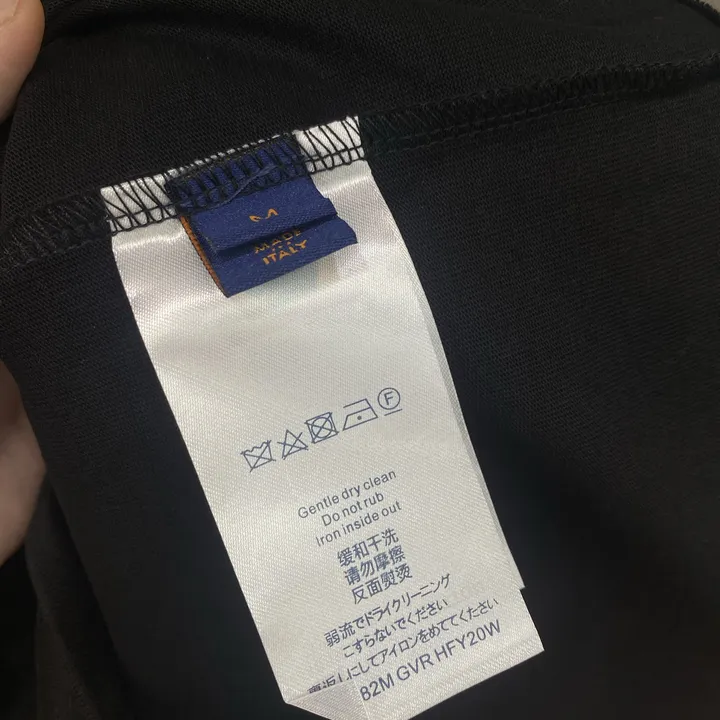 M
MADE
IN
ITALY
F
Gentle dry clean
Do not rub
Iron inside out
缓和干洗
请勿摩擦
反面熨烫
弱流でドライクリーニング
こすらないでください
裏返しにしてアイロンをめててください
82M GVR HFY20W